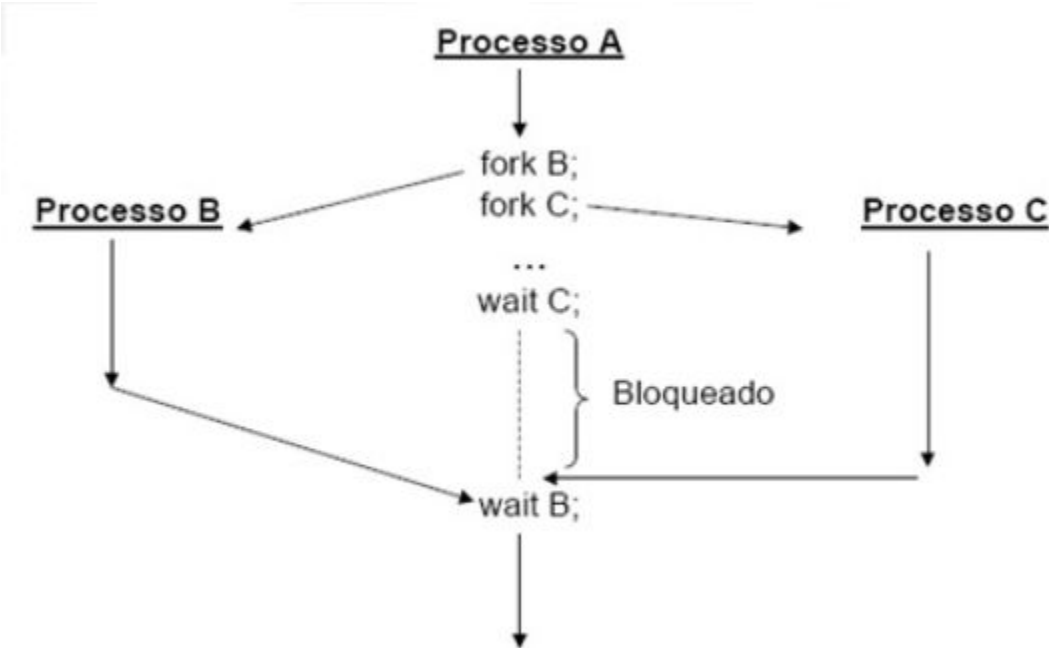 Processo A
fork B;
fork C;
Processo B
Processo C
...
wait C;
Bloqueado
wait B;